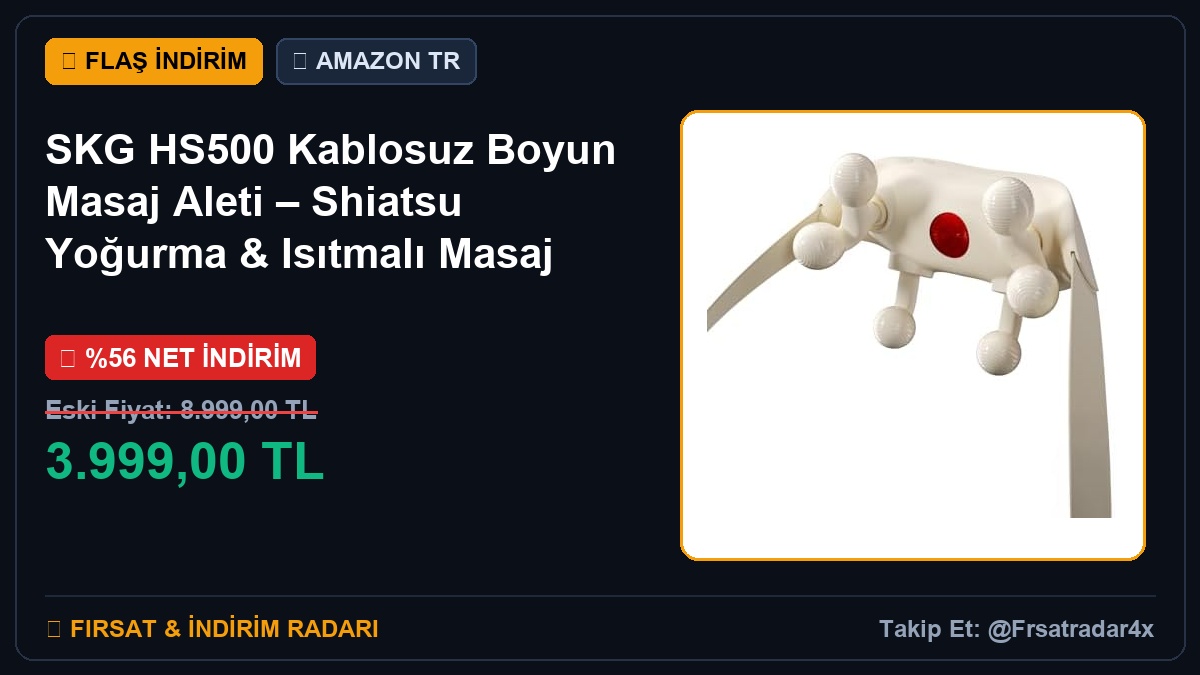 FLAŞ İNDİRİM
AMAZON TR
SKG HS500 Kablosuz Boyun
Masaj Aleti – Shiatsu
Yoğurma & Isıtmalı Masaj
%56 NET İNDİRİM
Eski Fiyat: 8.999,00 TL
3.999,00 TL
FIRSAT & İNDİRİM RADARI
Takip Et: @Frsatradar4x